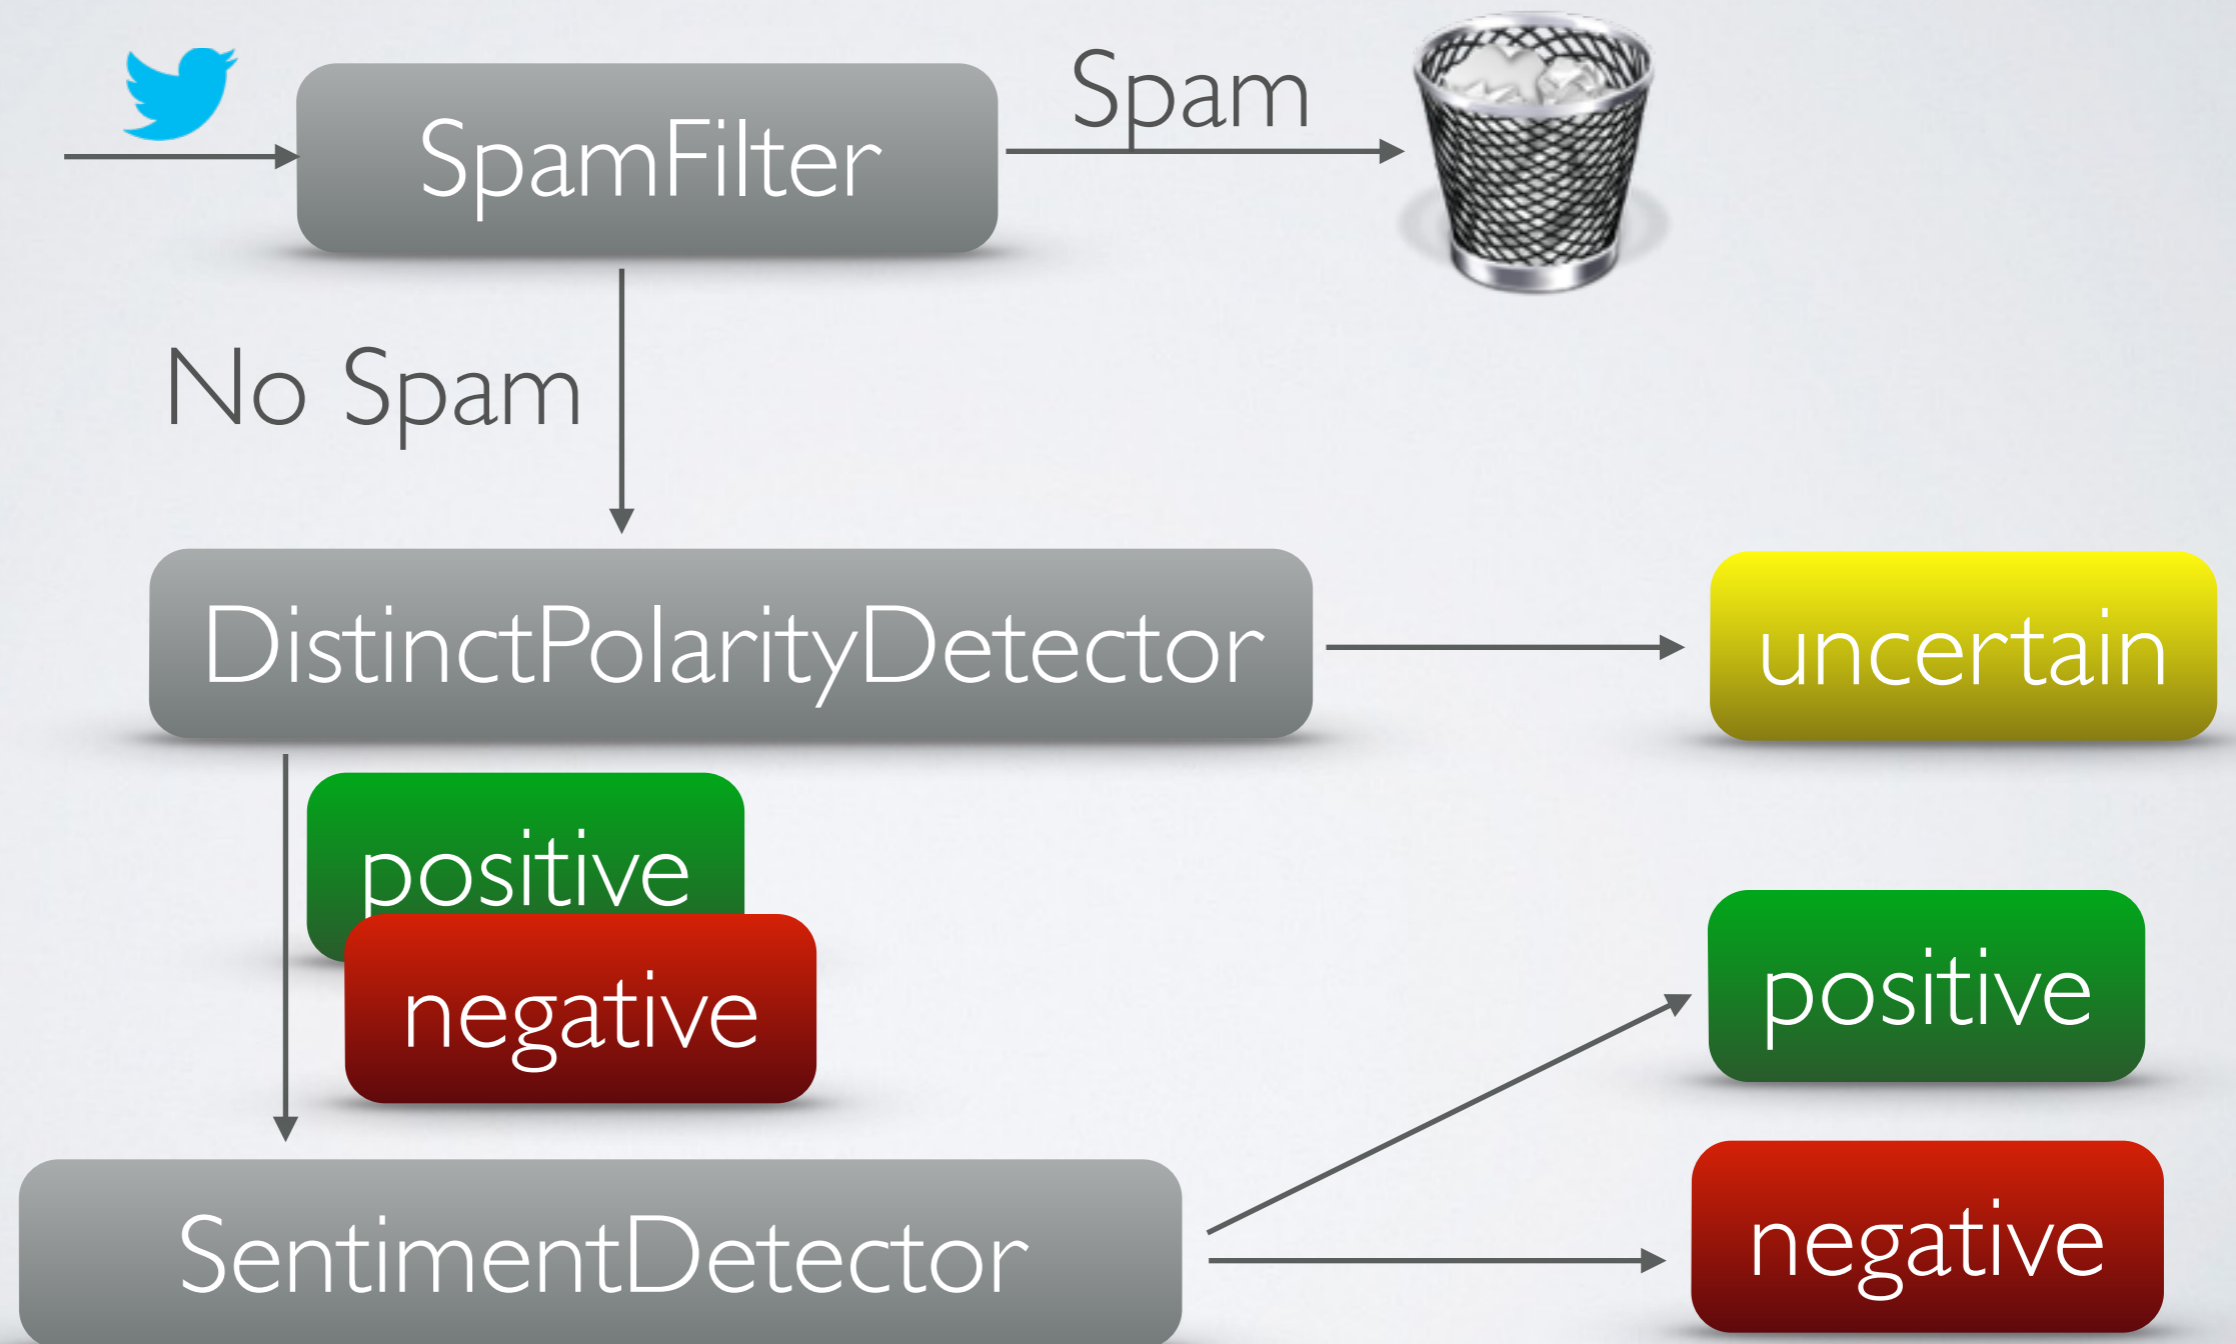 SpamFilter
Spam
No Spam
DistinctPolarityDetector
uncertain
positive
negative
positive
negative
SentimentDetector